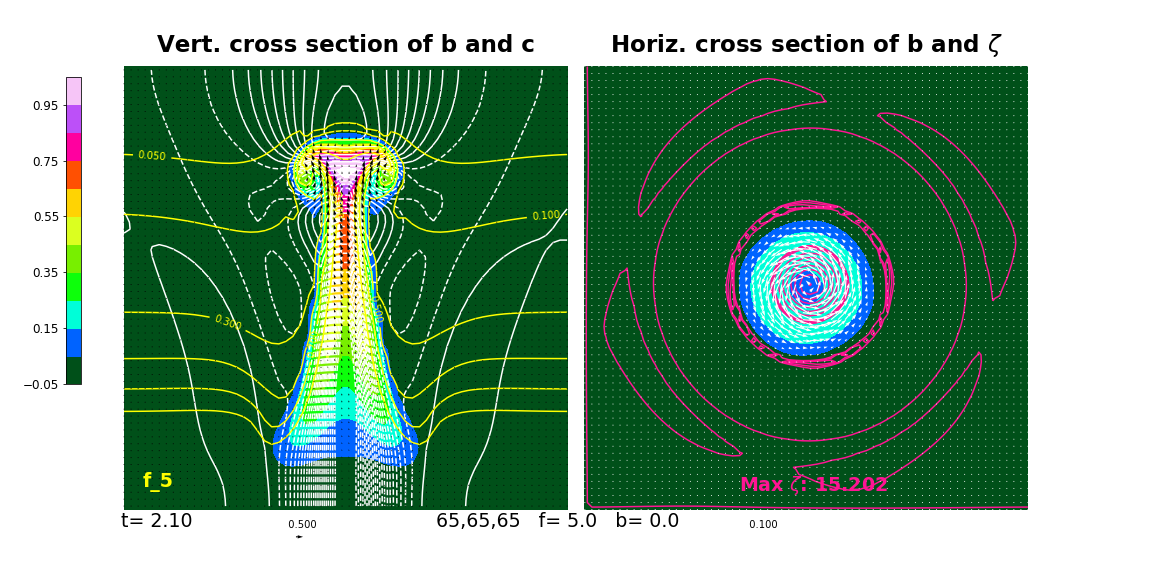 Vert. cross section of b and c
Horiz. cross section of b and ζ
0.95
0.75
0.55
0.35
0.15
−0.05
0.050
0.100
0.300
f_5
Max ζ: 15.202
t= 2.10
0.500
65,65,65 f= 5.0 b= 0.0
0.100